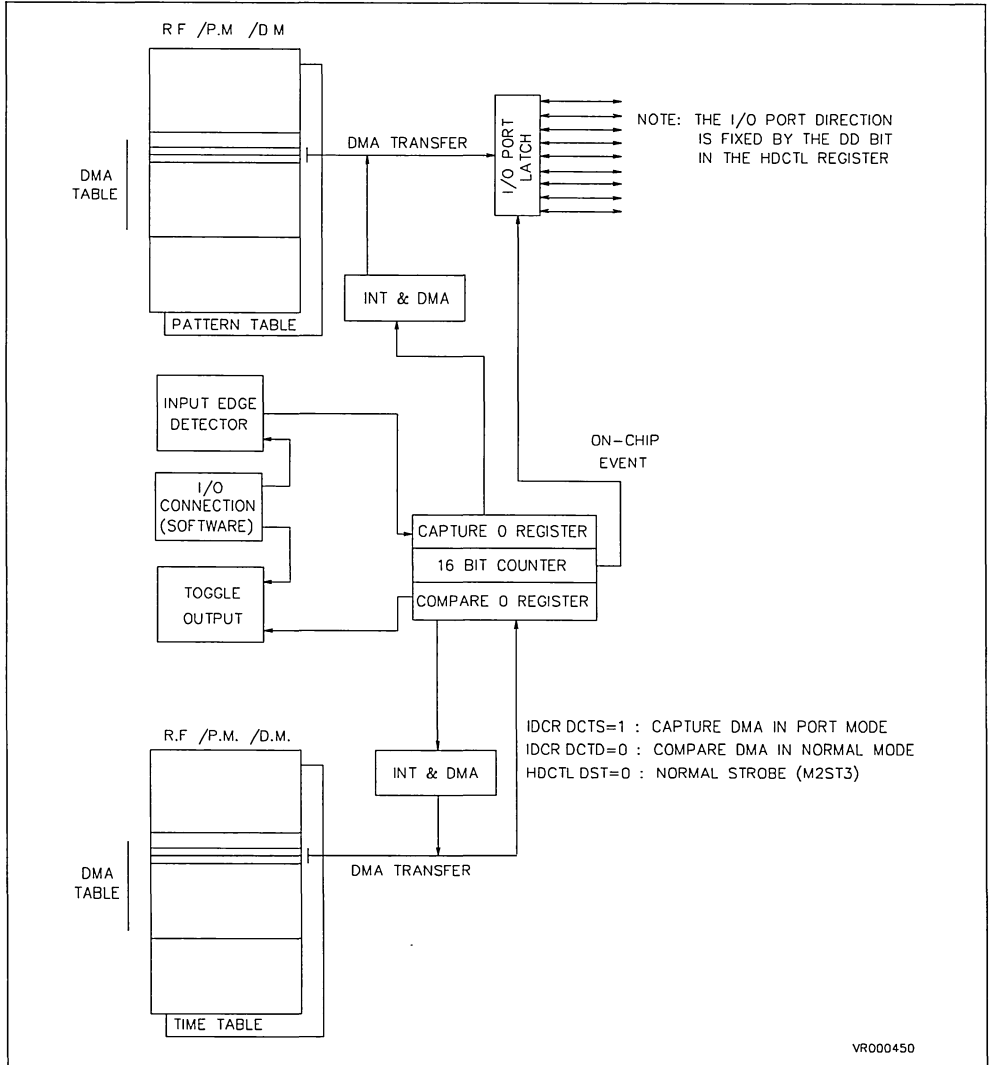 R F /P.M /D M
DMA
TABLE
PATTERN TABLE
DMA TRANSFER
I/O PORT
LATCH
NOTE: THE I/O PORT DIRECTION
IS FIXED BY THE DD BIT
IN THE HDCTL REGISTER
INT & DMA
INPUT EDGE
DETECTOR
I/O
CONNECTION
(SOFTWARE)
TOGGLE
OUTPUT
ON-CHIP
EVENT
CAPTURE 0 REGISTER
16 BIT COUNTER
COMPARE 0 REGISTER
IDCR DCTS=1 : CAPTURE DMA IN PORT MODE
IDCR DCTD=0 : COMPARE DMA IN NORMAL MODE
HDCTL DST=0 : NORMAL STROBE (M2ST3)
R.F /P.M. /D.M.
INT & DMA
DMA TRANSFER
DMA
TABLE
TIME TABLE
VR000450